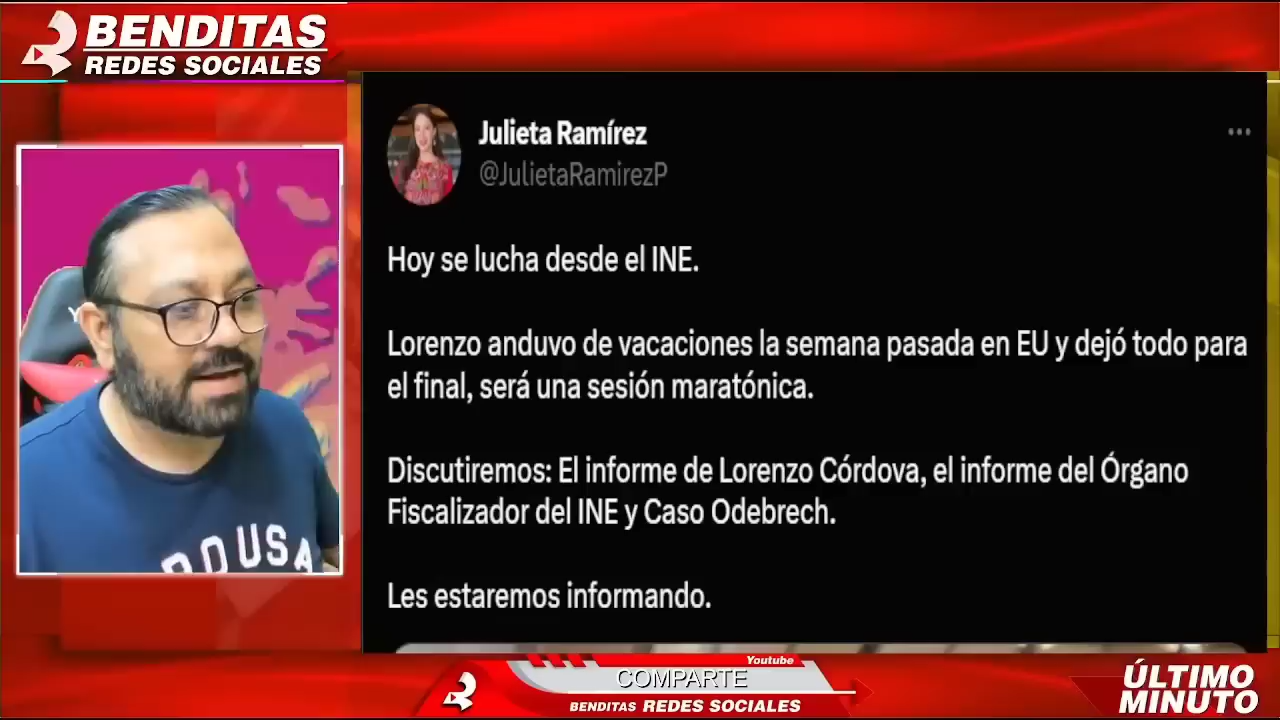 BENDITAS
REDES SOCIALES
Julieta Ramírez
@JulietaRamirezP
Hoy se lucha desde el INE.
Lorenzo anduvo de vacaciones la semana pasada en EU y dejó todo para
el final, será una sesión maratónica.
Discutiremos: El informe de Lorenzo Córdova, el informe del Órgano
Fiscalizador del INE y Caso Odebrech.
Les estaremos informando.
Youtube
COMPARTE
BENDITAS REDES SOCIALES
ÚLTIMO
MINUTO